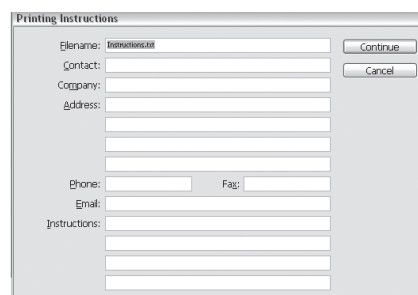 Printing Instructions
Filename: Instructions.txt Continue
Contact: Cancel
Company:
Address:
Phone: Fax:
Email:
Instructions: